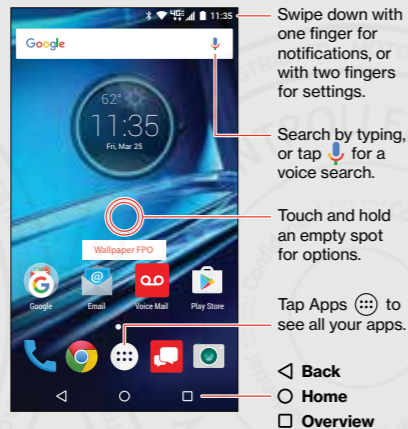 4G 11:35
Google
62°
11:35
Fri, Mar 25
Wallpaper FPO
Google Email Voice Mail Play Store
Swipe down with
one finger for
notifications, or
with two fingers
for settings.
Search by typing,
or tap for a
voice search.
Touch and hold
an empty spot
for options.
Tap Apps to
see all your apps.
Back
Home
Overview